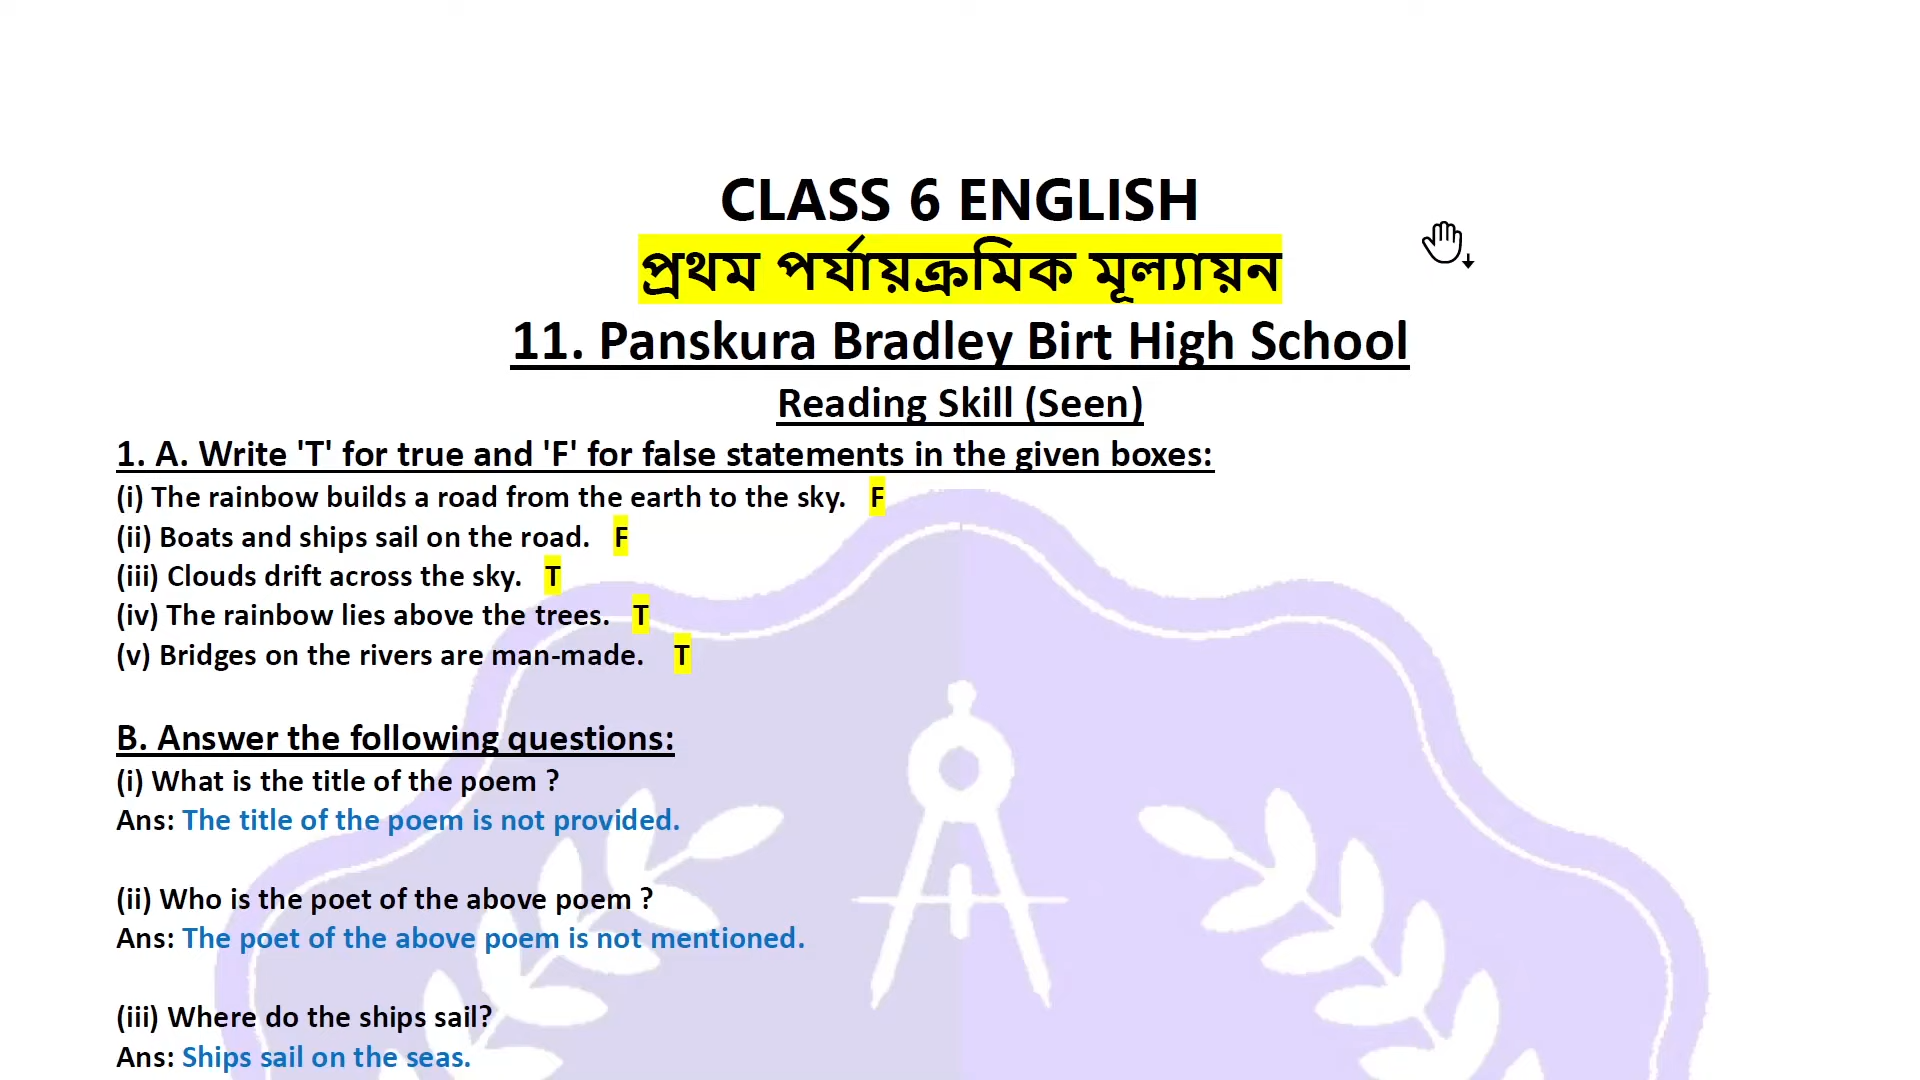 CLASS 6 ENGLISH
প্রথম পর্যায়ক্রমিক মূল্যায়ন
11. Panskura Bradley Birt High School
Reading Skill (Seen)
1. A. Write 'T' for true and 'F' for false statements in the given boxes:
(i) The rainbow builds a road from the earth to the sky. F
(ii) Boats and ships sail on the road. F
(iii) Clouds drift across the sky. T
(iv) The rainbow lies above the trees. T
(v) Bridges on the rivers are man-made. T
B. Answer the following questions:
(i) What is the title of the poem ?
Ans: The title of the poem is not provided.
(ii) Who is the poet of the above poem ?
Ans: The poet of the above poem is not mentioned.
(iii) Where do the ships sail?
Ans: Ships sail on the seas.